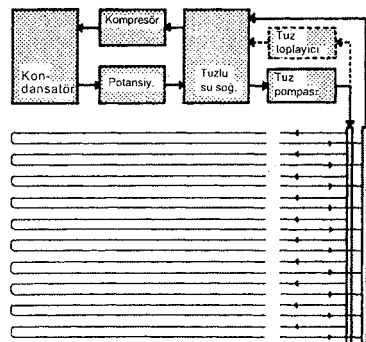 Kompresör
Kon-
dansatör
Potansiy.
Tuzlu
su soğ.
Tuz
toplayıcı
Tuz
pompası